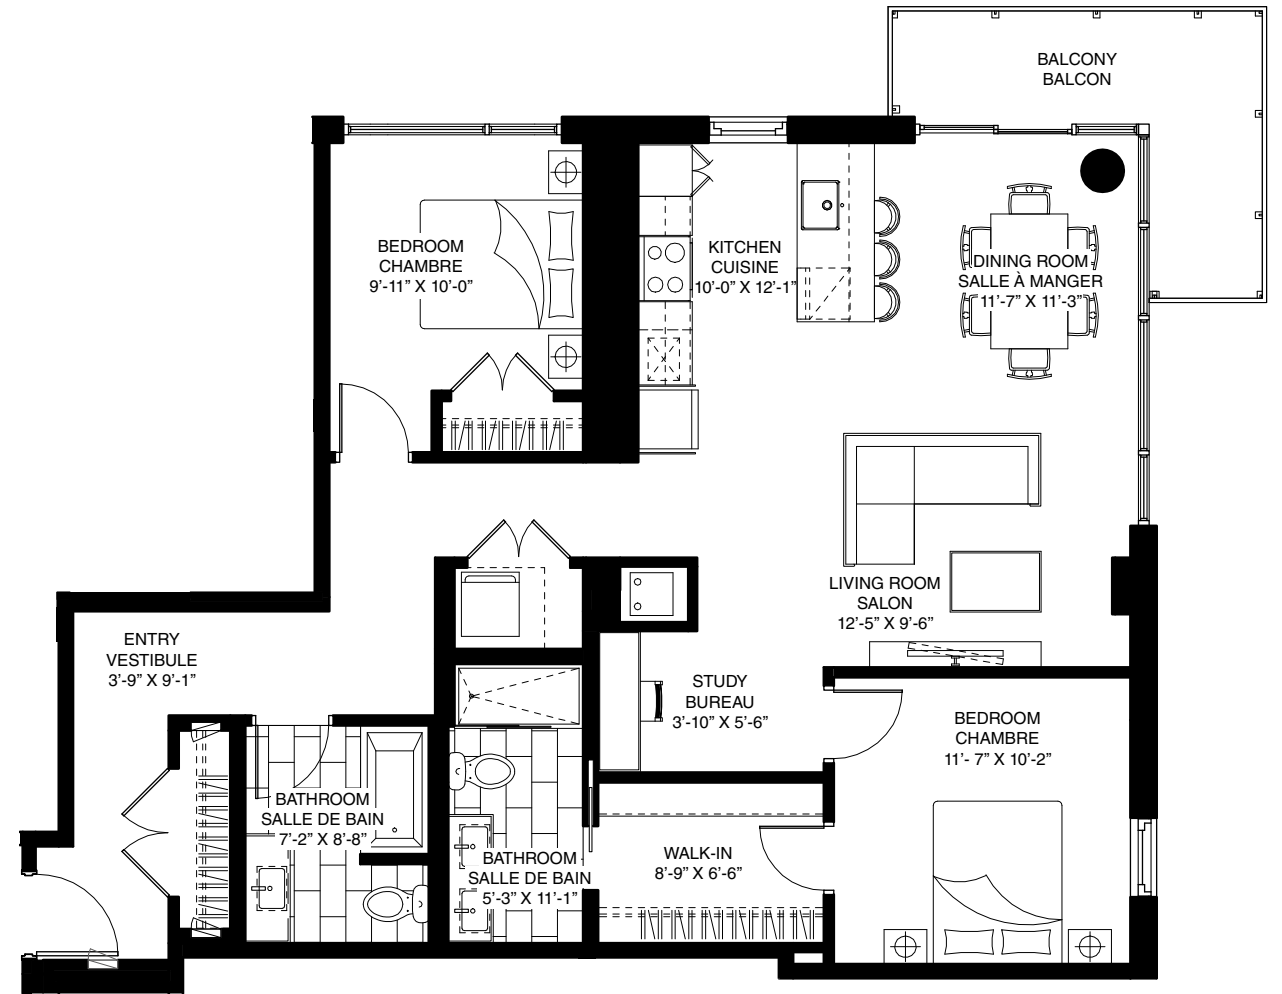 BALCONY
BALCON
BEDROOM
CHAMBRE
9'-11” X 10'-0”
KITCHEN
CUISINE
10'-0” X 12'-1”
DINING ROOM
SALLE À MANGER
11'-7” X 11'-3”
LIVING ROOM
SALON
12'-5” X 9'-6”
ENTRY
VESTIBULE
3'-9” X 9'-1”
STUDY
BUREAU
3'-10” X 5'-6”
BEDROOM
CHAMBRE
11'- 7” X 10'-2”
BATHROOM
SALLE DE BAIN
7'-2” X 8'-8”
BATHROOM
SALLE DE BAIN
5'-3” X 11'-1”
WALK-IN
8'-9” X 6'-6”